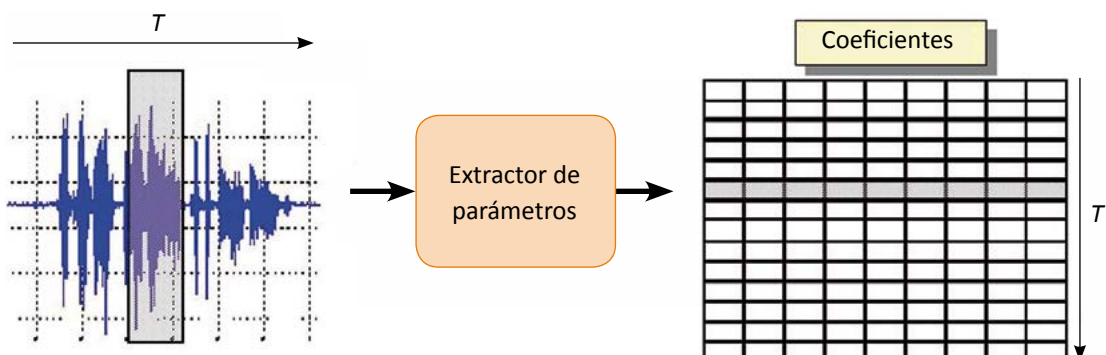 T
Coeficientes
Extractor de
parámetros
T